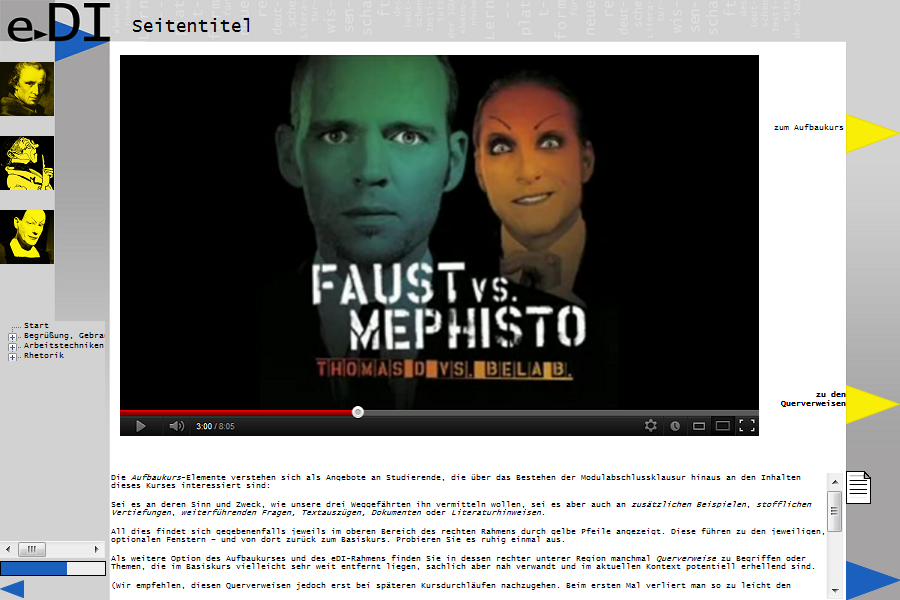 e.DI
Seitentitel
zum Aufbaukurs
FAUST VS.
MEPHISTO
THOMAS D VS. BELA B.
Start
Begrüßung, Gebra
Arbeitstechniken
Rhetorik
zu den
Querverweisen
3:00 / 8:05
Die Aufbaukurs-Elemente verstehen sich als Angebote an Studierende, die über das Bestehen der Modulabschlussklausur hinaus an den Inhalten
dieses Kurses interessiert sind:
Sei es an deren Sinn und Zweck, wie unsere drei Weggefährten ihn vermitteln wollen, sei es aber auch an zusätzlichen Beispielen, stofflichen
Vertiefungen, weiterführenden Fragen, Textauszügen, Dokumenten oder Literaturhinweisen.
All dies findet sich gegebenenfalls jeweils im oberen Bereich des rechten Rahmens durch gelbe Pfeile angezeigt. Diese führen zu den jeweiligen,
optionalen Fenstern – und von dort zurück zum Basiskurs. Probieren Sie es ruhig einmal aus.
Als weitere Option des Aufbaukurses und des eDI-Rahmens finden Sie in dessen rechter unterer Region manchmal Querverweise zu Begriffen oder
Themen, die im Basiskurs vielleicht sehr weit entfernt liegen, sachlich aber nah verwandt und im aktuellen Kontext potentiell erhellend sind.
(Wir empfehlen, diesen Querverweisen jedoch erst bei späteren Kursdurchläufen nachzugehen. Beim ersten Mal verliert man so zu leicht den